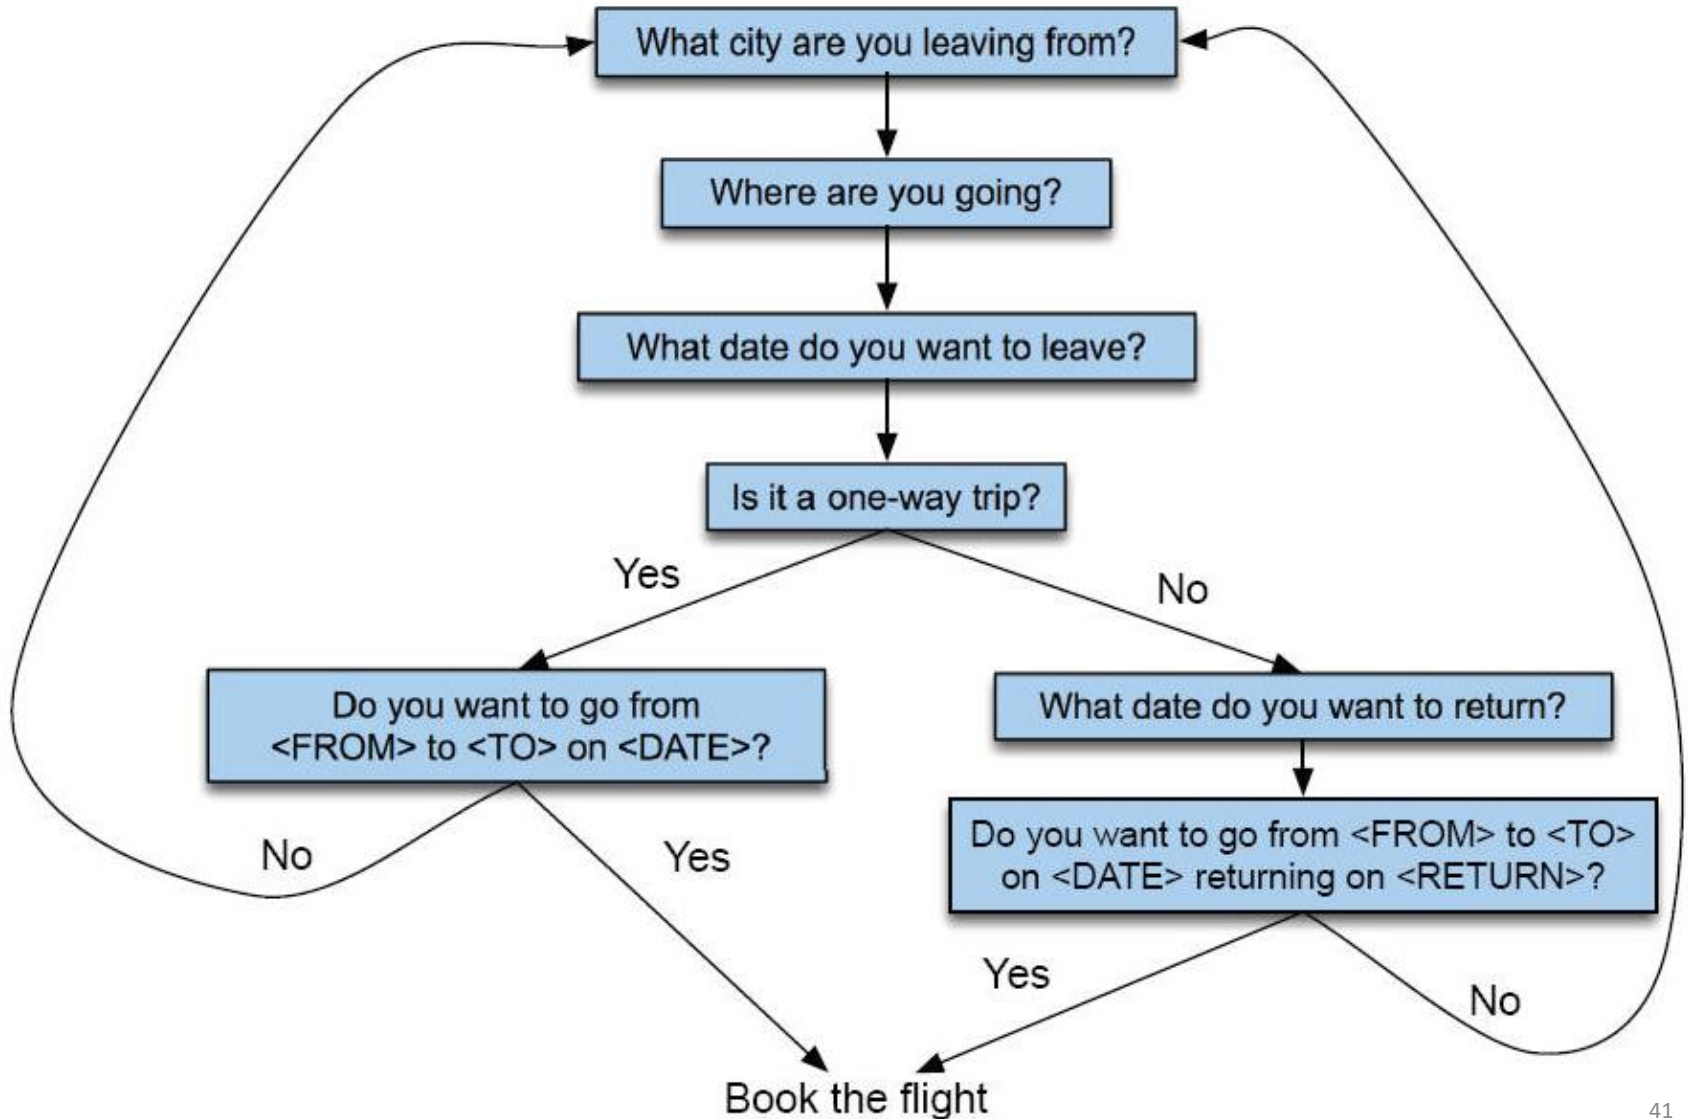 What city are you leaving from?
Where are you going?
What date do you want to leave?
Is it a one-way trip?
Yes
No
Do you want to go from
<FROM> to <TO> on <DATE>?
What date do you want to return?
No
Yes
Do you want to go from <FROM> to <TO>
on <DATE> returning on <RETURN>?
Yes
No
Book the flight
41